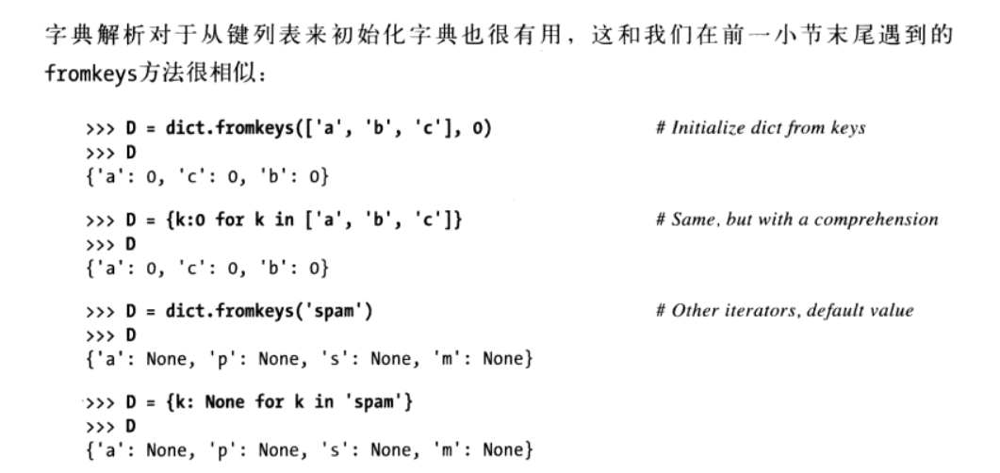 字典解析对于从键列表来初始化字典也很有用，这和我们在前一小节末尾遇到的
fromkeys方法很相似：
>>> D = dict.fromkeys(['a', 'b', 'c'], 0) # Initialize dict from keys
>>> D
{'a': 0, 'c': 0, 'b': 0}
>>> D = {k:0 for k in ['a', 'b', 'c']} # Same, but with a comprehension
>>> D
{'a': 0, 'c': 0, 'b': 0}
>>> D = dict.fromkeys('spam') # Other iterators, default value
>>> D
{'a': None, 'p': None, 's': None, 'm': None}
>>> D = {k: None for k in 'spam'}
>>> D
{'a': None, 'p': None, 's': None, 'm': None}